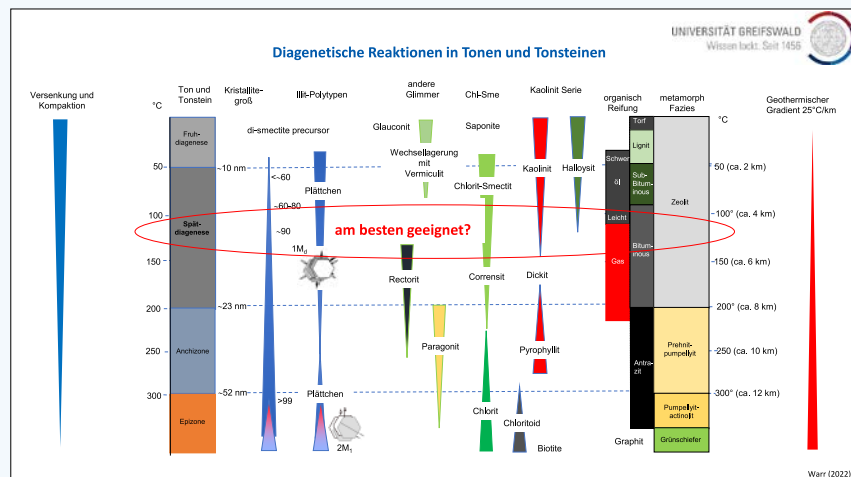 UNIVERSITÄT GREIFSWALD
Wissen lockt. Seit 1456
Diagenetische Reaktionen in Tonen und Tonsteinen
Versenkung und
Kompaktion
°C
Ton und
Tonstein
Kristallite-
groß
Illit-Polytypen
andere
Glimmer
Chl-Sme
Kaolinit Serie
organisch
Reifung
metamorph
Fazies
°C
Geothermischer
Gradient 25°C/km
Fruh-
diagenese
di-smectite precursor
Glauconit
Saponite
Torf
Lignit
Wechsellagerung
mit
Vermiculit
Kaolinit
Halloysit
Schwer
öl
50
~10 nm
<~60
Plättchen
Chlorit-Smectit
Sub-
Bitum-
inous
50 (ca. 2 km)
~60-80
Zeolit
100
Leicht
100° (ca. 4 km)
Spät-
diagenese
~90
am besten geeignet?
Bitum-
inous
1Md
150
Rectorit
Corrensit
Dickit
Gas
150° (ca. 6 km)
200
~23 nm
200° (ca. 8 km)
Anchizone
Paragonit
Pyrophyllit
Antra-
zit
Prehnit-
pumpellyit
250
250° (ca. 10 km)
300
~52 nm
>99
Plättchen
300° (ca. 12 km)
Epizone
Chlorit
Chloritoid
Pumpellyit-
actinolit
2M1
Biotite
Graphit
Grünschiefer
Warr (2022)